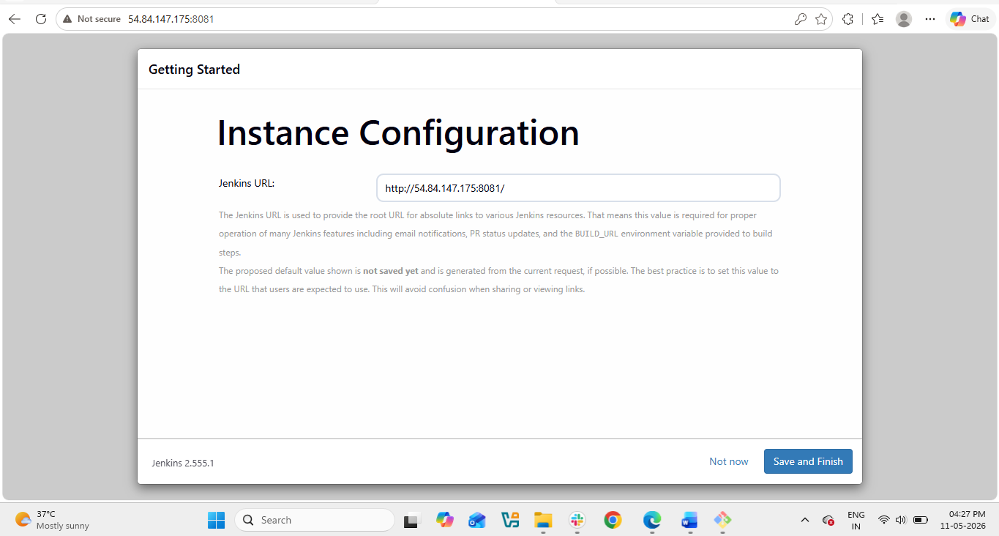 Not secure 54.84.147.175:8081
Chat
Getting Started
Instance Configuration
Jenkins URL:
http://54.84.147.175:8081/
The Jenkins URL is used to provide the root URL for absolute links to various Jenkins resources. That means this value is required for proper
operation of many Jenkins features including email notifications, PR status updates, and the BUILD_URL environment variable provided to build
steps.
The proposed default value shown is not saved yet and is generated from the current request, if possible. The best practice is to set this value to
the URL that users are expected to use. This will avoid confusion when sharing or viewing links.
Jenkins 2.555.1
Not now
Save and Finish
37°C
Mostly sunny
Search
ENG
IN
04:27 PM
11-05-2026